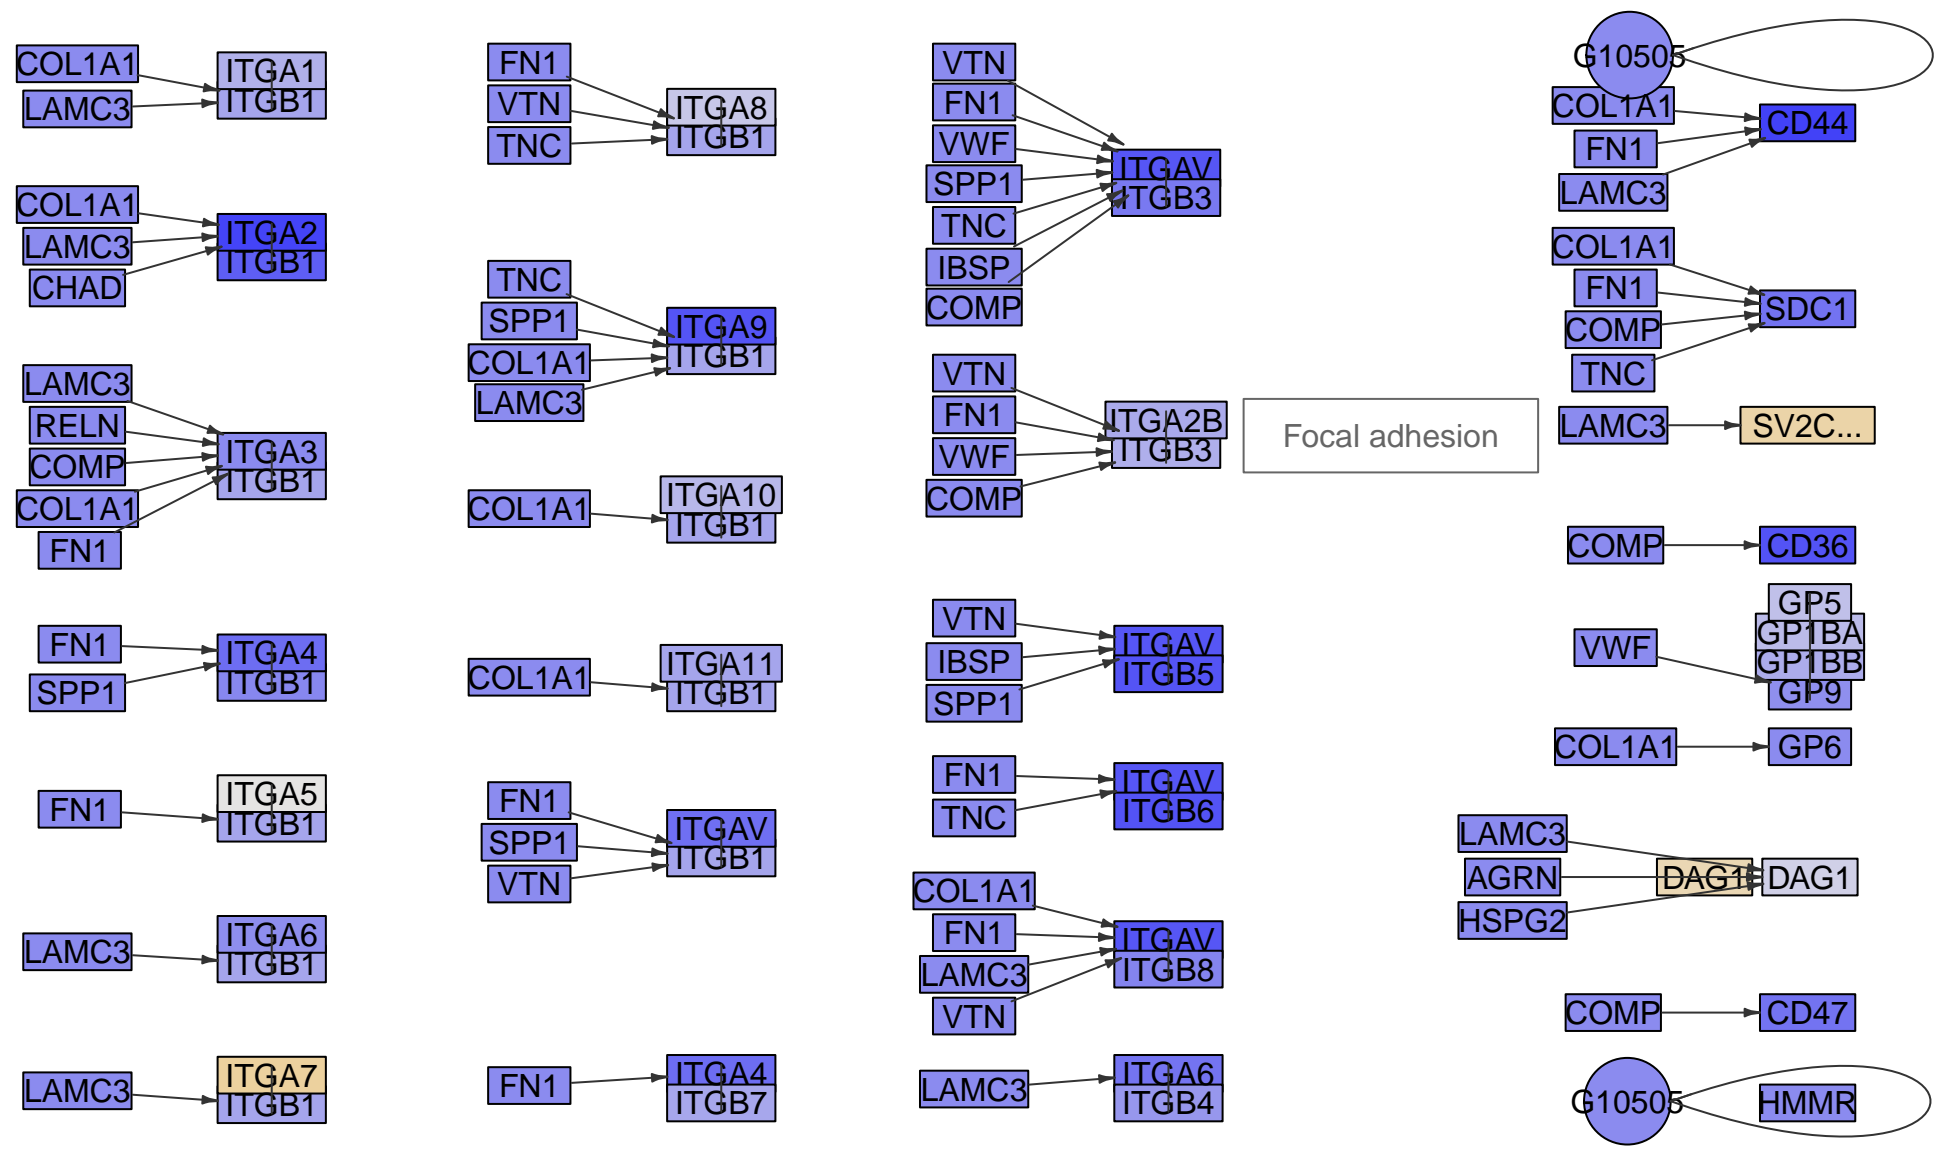 COL1A1
LAMC3
ITGA1
ITGB1
COL1A1
LAMC3
CHAD
ITGA2
ITGB1
LAMC3
RELN
COMP
COL1A1
FN1
ITGA3
ITGB1
FN1
SPP1
ITGA4
ITGB1
FN1
ITGA5
ITGB1
LAMC3
ITGA6
ITGB1
LAMC3
ITGA7
ITGB1
FN1
VTN
TNC
ITGA8
ITGB1
TNC
SPP1
COL1A1
LAMC3
ITGA9
ITGB1
COL1A1
ITGA10
ITGB1
COL1A1
ITGA11
ITGB1
FN1
SPP1
VTN
ITGAV
ITGB1
FN1
ITGA4
ITGB7
VTN
FN1
VWF
SPP1
TNC
IBSP
COMP
ITGAV
ITGB3
VTN
FN1
VWF
COMP
ITGA2B
ITGB3
Focal adhesion
VTN
IBSP
SPP1
ITGAV
ITGB5
FN1
TNC
ITGAV
ITGB6
COL1A1
FN1
LAMC3
VTN
ITGAV
ITGB8
LAMC3
ITGA6
ITGB4
G10505
COL1A1
FN1
LAMC3
CD44
COL1A1
FN1
COMP
TNC
SDC1
LAMC3
SV2C...
COMP
CD36
VWF
GP5
GP1BA
GP1BB
GP9
COL1A1
GP6
LAMC3
AGRN
HSPG2
DAG1
DAG1
COMP
CD47
G10505
HMMR